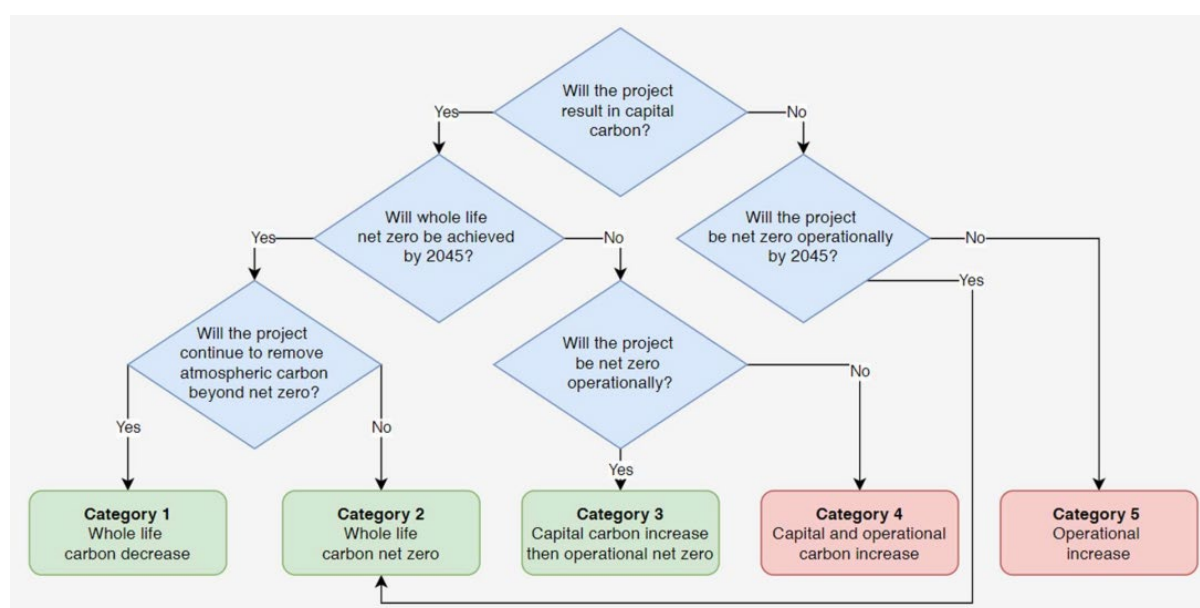 Will the project
result in capital
carbon?
Yes
No
Will whole life
net zero be achieved
by 2045?
Will the project
be net zero operationally
by 2045?
Yes
No
No
Yes
Will the project
continue to remove
atmospheric carbon
beyond net zero?
Will the project
be net zero
operationally?
No
Yes
No
Yes
Category 1
Whole life
carbon decrease
Category 2
Whole life
carbon net zero
Category 3
Capital carbon increase
then operational net zero
Category 4
Capital and operational
carbon increase
Category 5
Operational
increase